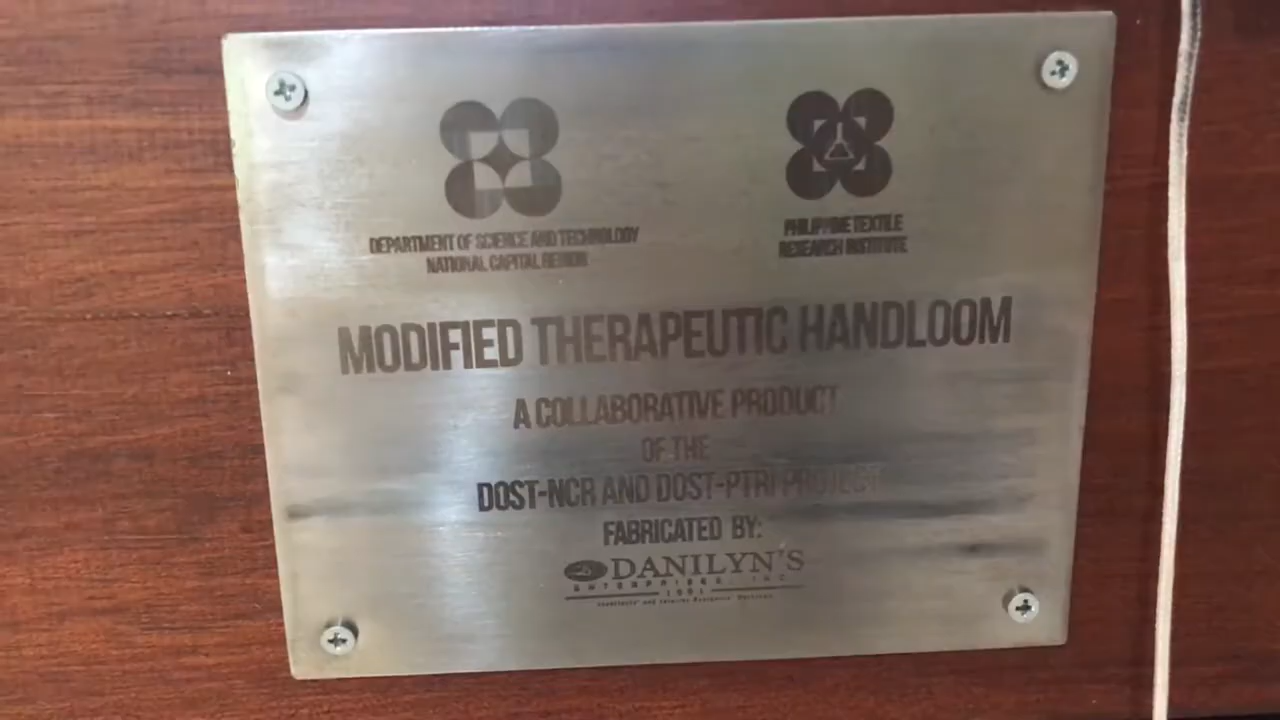 DEPARTMENT OF SCIENCE AND TECHNOLOGY
NATIONAL CAPITAL REGION
PHILIPPINE TEXTILE
RESEARCH INSTITUTE
MODIFIED THERAPEUTIC HANDLOOM
A COLLABORATIVE PRODUCT
OF THE
DOST-NCR AND DOST-PTRI PROJECT
FABRICATED BY:
DANILYN'S
ENTERPRISES, INC.
1991